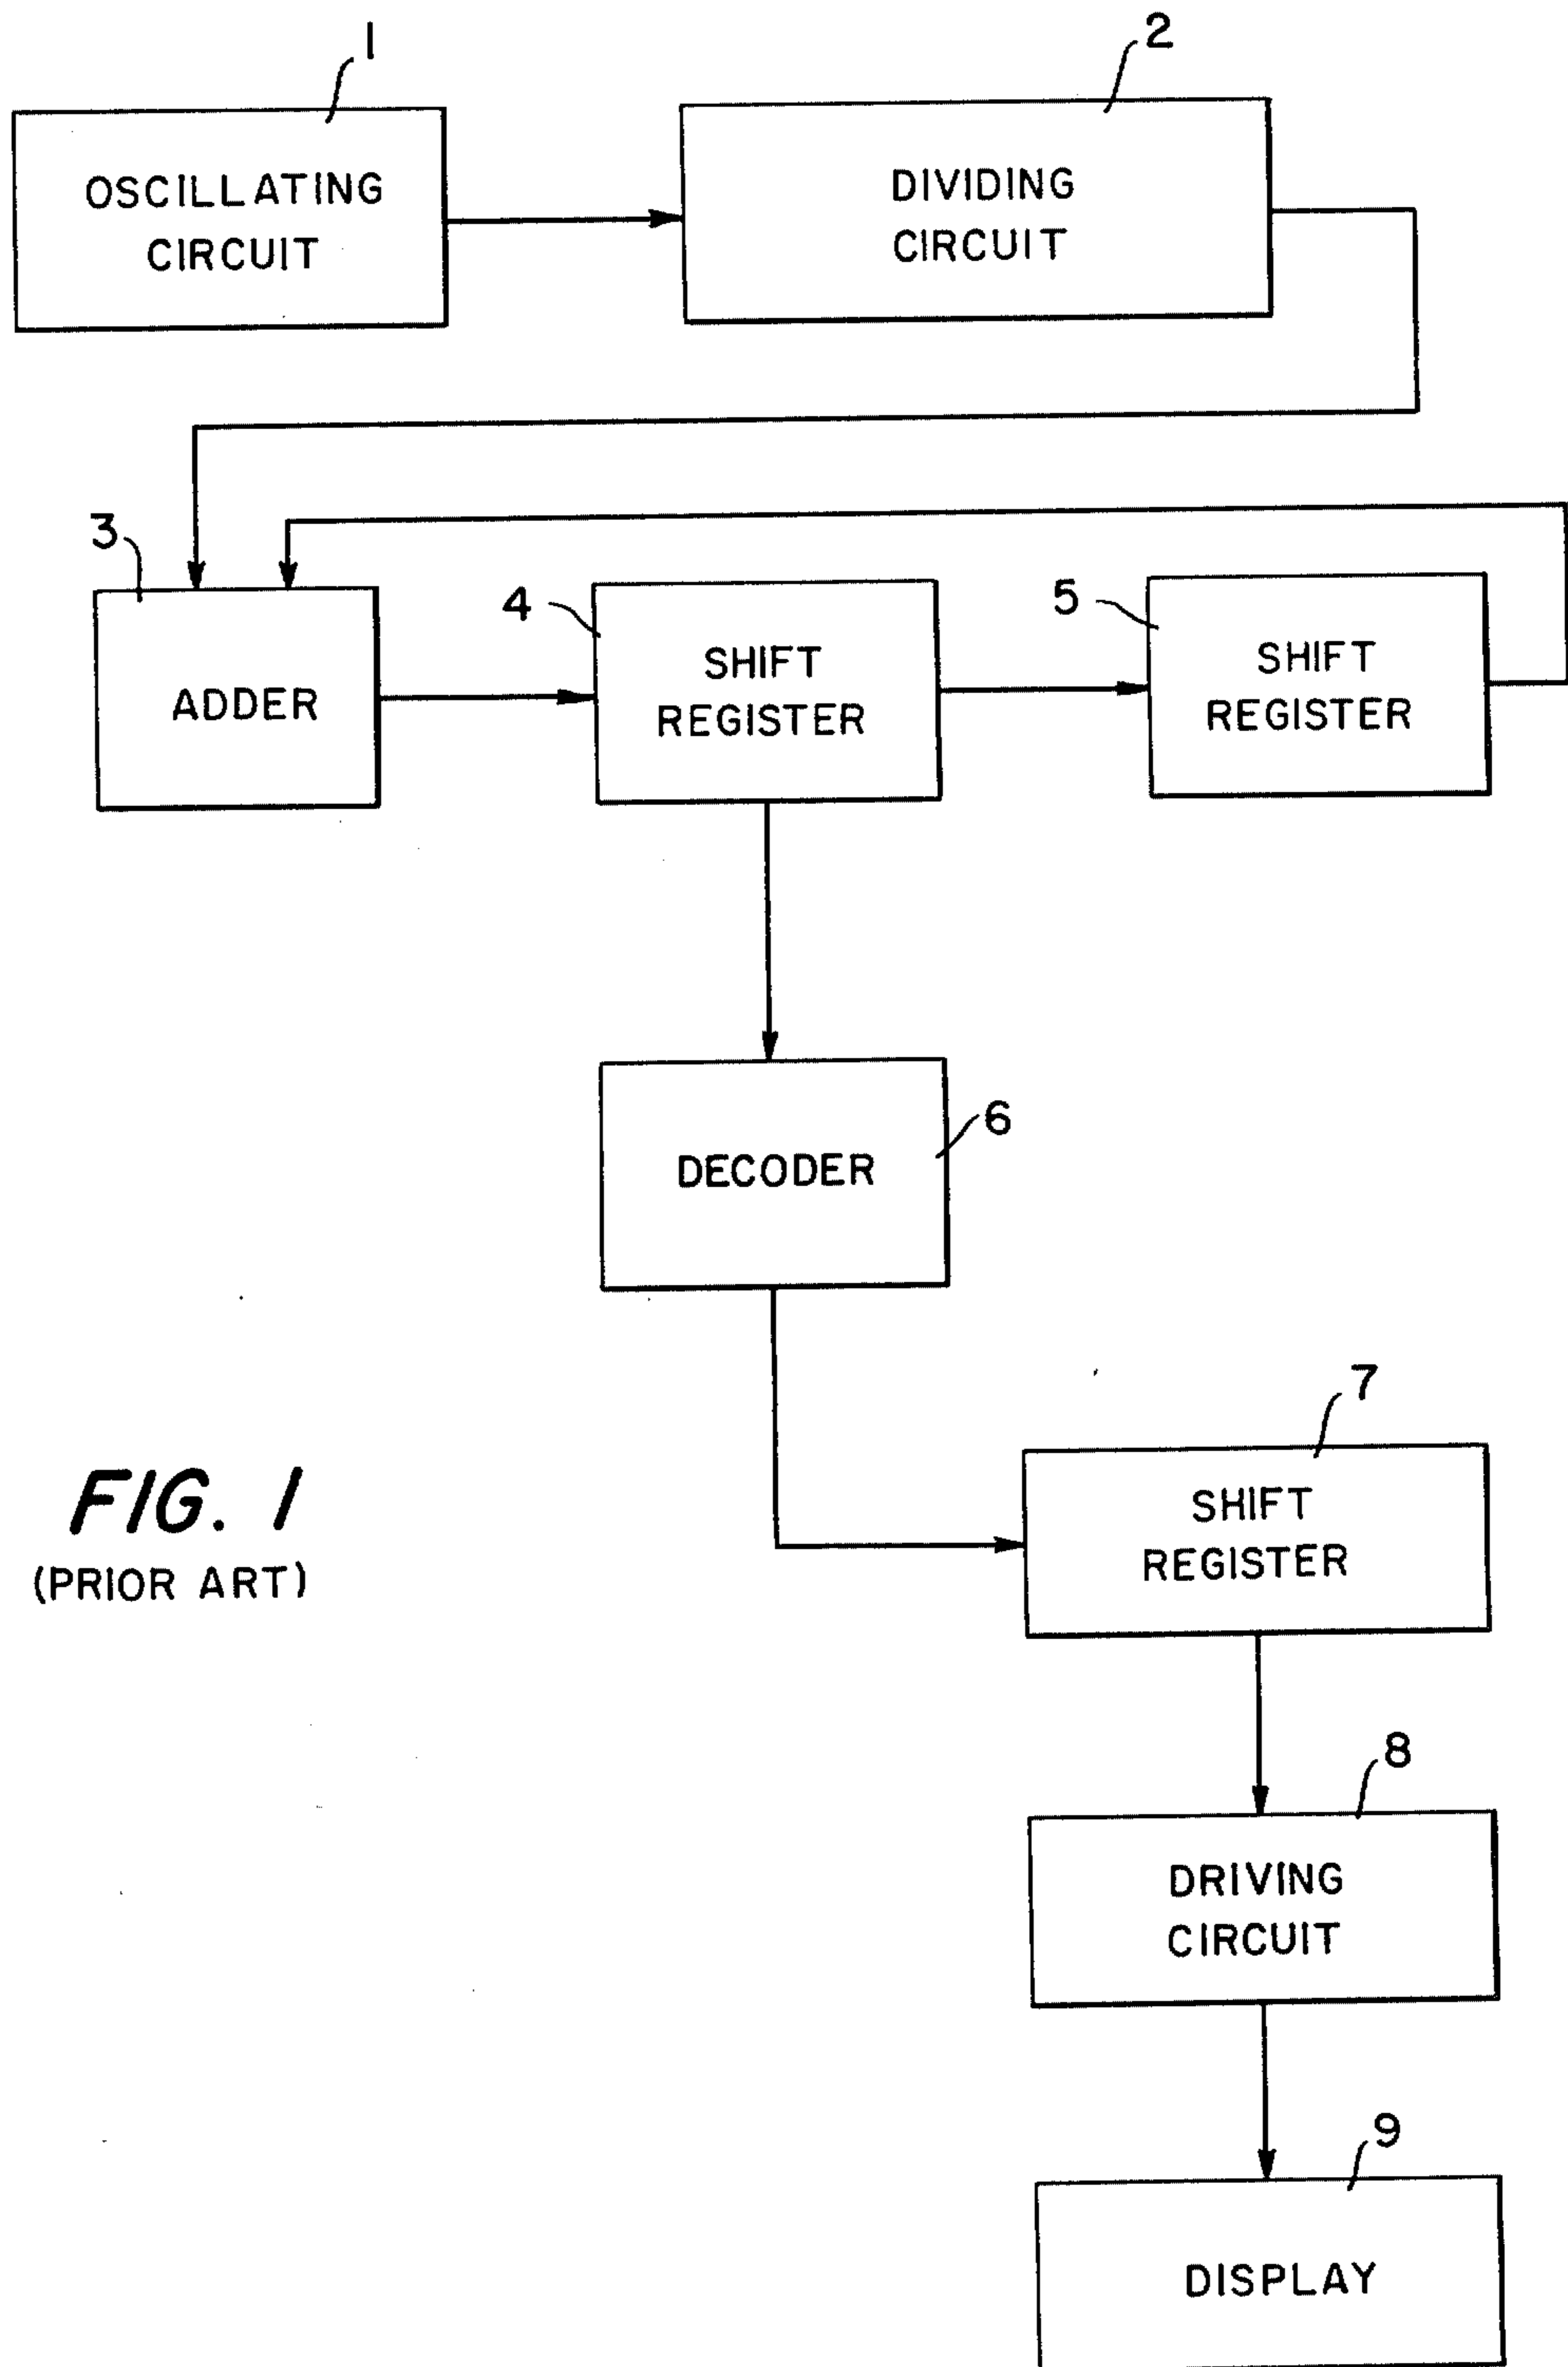 1
2
OSCILLATING
CIRCUIT
DIVIDING
CIRCUIT
3
4
5
ADDER
SHIFT
REGISTER
SHIFT
REGISTER
DECODER
6
7
SHIFT
REGISTER
FIG. 1
(PRIOR ART)
8
DRIVING
CIRCUIT
9
DISPLAY